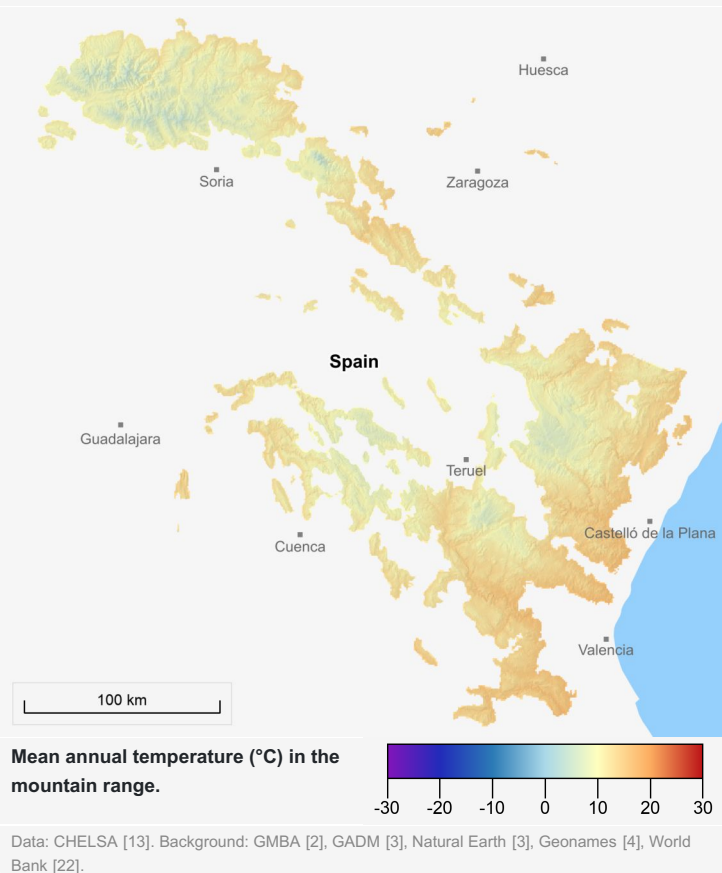 Huesca
Soria
Zaragoza
Spain
Guadalajara
Teruel
Castelló de la Plana
Cuenca
Valencia
100 km
Mean annual temperature (°C) in the
mountain range.
-30 -20 -10 0 10 20 30
Data: CHELSA [13]. Background: GMBA [2], GADM [3], Natural Earth [3], Geonames [4], World
Bank [22].